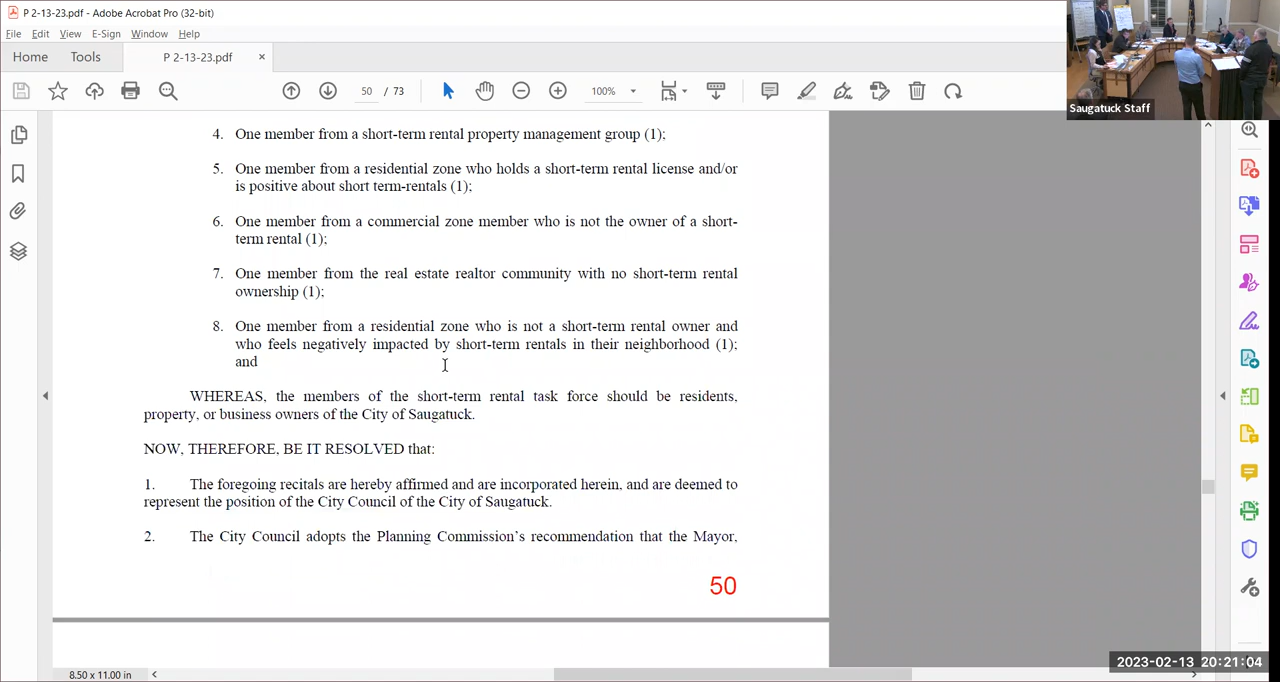 P 2-13-23.pdf - Adobe Acrobat Pro (32-bit)
File Edit View E-Sign Window Help
Home Tools P 2-13-23.pdf ×
50 / 73 100%
Saugatuck Staff
4. One member from a short-term rental property management group (1);
5. One member from a residential zone who holds a short-term rental license and/or
is positive about short term-rentals (1);
6. One member from a commercial zone member who is not the owner of a short-
term rental (1);
7. One member from the real estate realtor community with no short-term rental
ownership (1);
8. One member from a residential zone who is not a short-term rental owner and
who feels negatively impacted by short-term rentals in their neighborhood (1);
and
WHEREAS, the members of the short-term rental task force should be residents,
property, or business owners of the City of Saugatuck.
NOW, THEREFORE, BE IT RESOLVED that:
1. The foregoing recitals are hereby affirmed and are incorporated herein, and are deemed to
represent the position of the City Council of the City of Saugatuck.
2. The City Council adopts the Planning Commission's recommendation that the Mayor,
50
8.50 x 11.00 in
2023-02-13 20:21:04